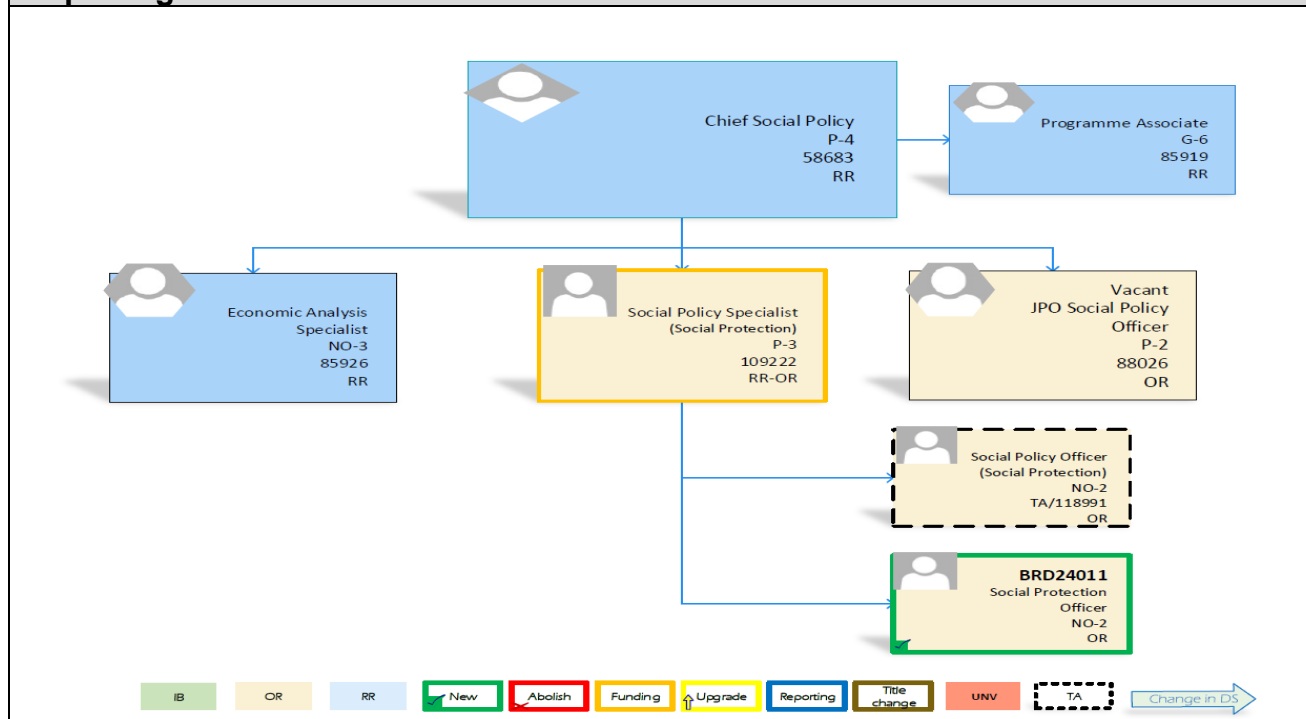 Chief Social Policy
P-4
58683
RR
Programme Associate
G-6
85919
RR
Economic Analysis
Specialist
NO-3
85926
RR
Social Policy Specialist
(Social Protection)
P-3
109222
RR-OR
Vacant
JPO Social Policy
Officer
P-2
88026
OR
Social Policy Officer
(Social Protection)
NO-2
TA/118991
OR
BRD24011
Social Protection
Officer
NO-2
OR
IB
OR
RR
New
Abolish
Funding
Upgrade
Reporting
Title
change
UNV
TA
Change in DS